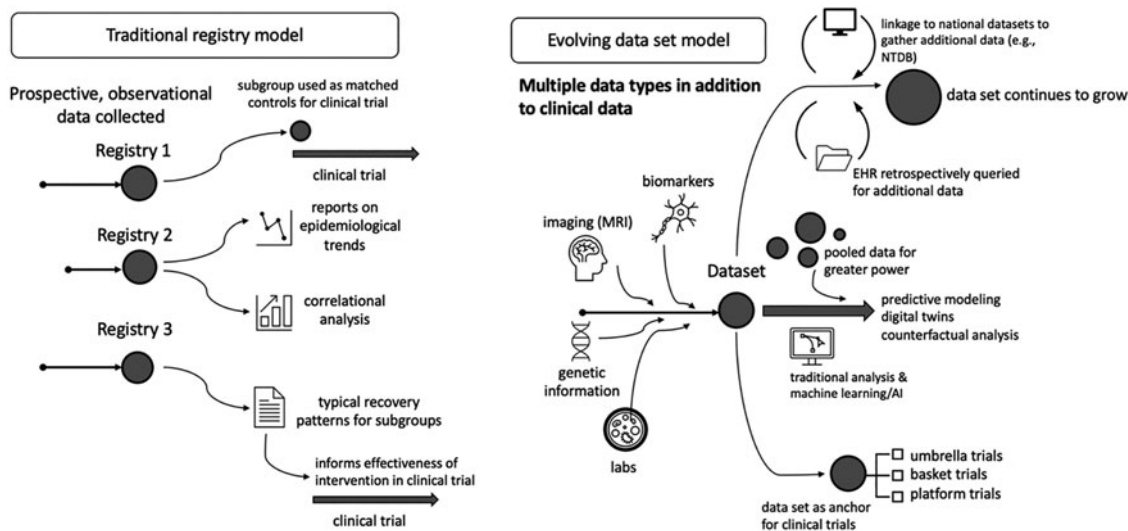 Traditional registry model
Prospective, observational
data collected
subgroup used as matched
controls for clinical trial
Registry 1
clinical trial
Registry 2
reports on
epidemiological
trends
correlational
analysis
Registry 3
typical recovery
patterns for subgroups
informs effectiveness of
intervention in clinical trial
clinical trial
Evolving data set model
Multiple data types in addition
to clinical data
linkage to national datasets to
gather additional data (e.g.,
NTDB)
data set continues to grow
EHR retrospectively queried
for additional data
biomarkers
imaging (MRI)
genetic
information
labs
Dataset
pooled data for
greater power
predictive modeling
digital twins
counterfactual analysis
traditional analysis &
machine learning/AI
data set as anchor
for clinical trials
umbrella trials
basket trials
platform trials